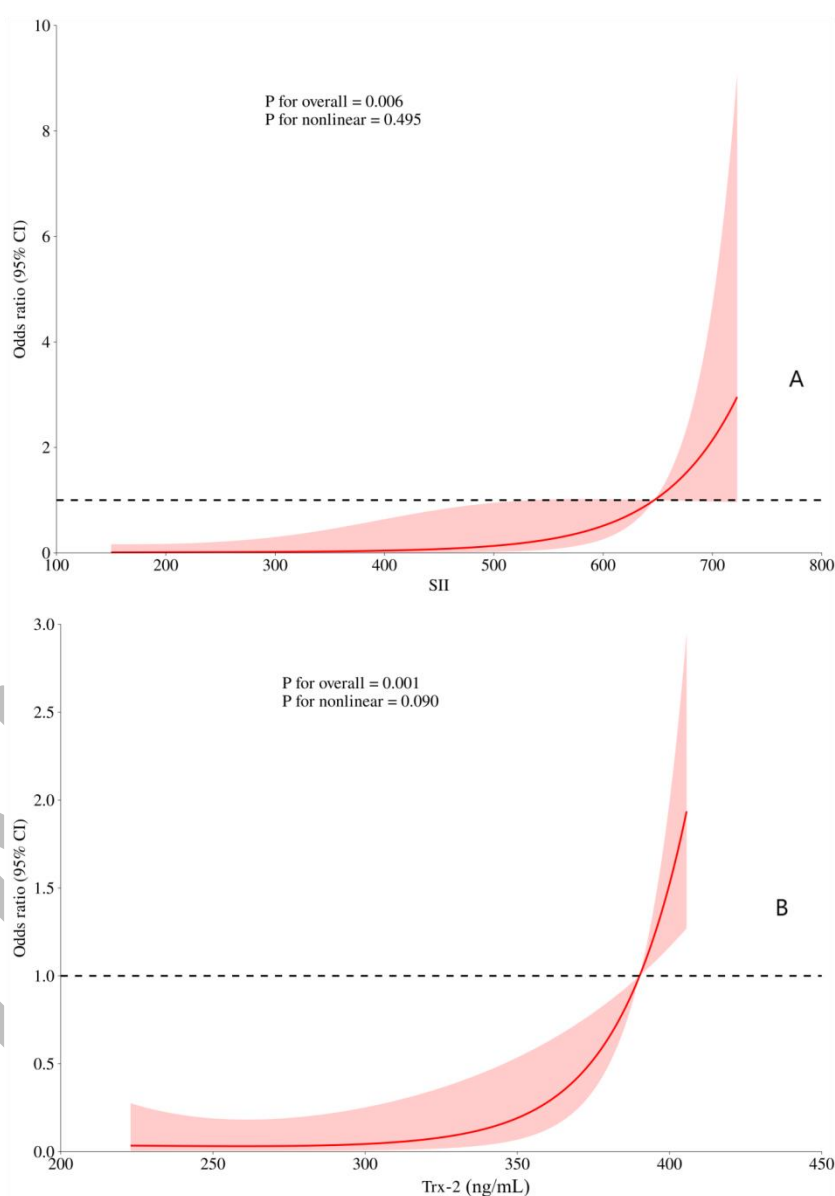 10
8
6
4
2
0
Odds ratio (95% CI)
P for overall = 0.006
P for nonlinear = 0.495
A
100 200 300 400 500 600 700 800
SII
3.0
2.5
2.0
1.5
1.0
0.5
0.0
Odds ratio (95% CI)
P for overall = 0.001
P for nonlinear = 0.090
B
200 250 300 350 400 450
Trx-2 (ng/mL)